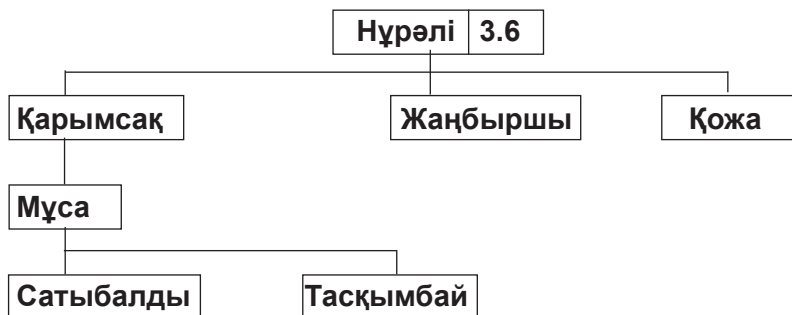 Нұрәлі 3.6
Қарымсақ Жаңбыршы Қожа
Мұса
Сатыбалды Тасқымбай